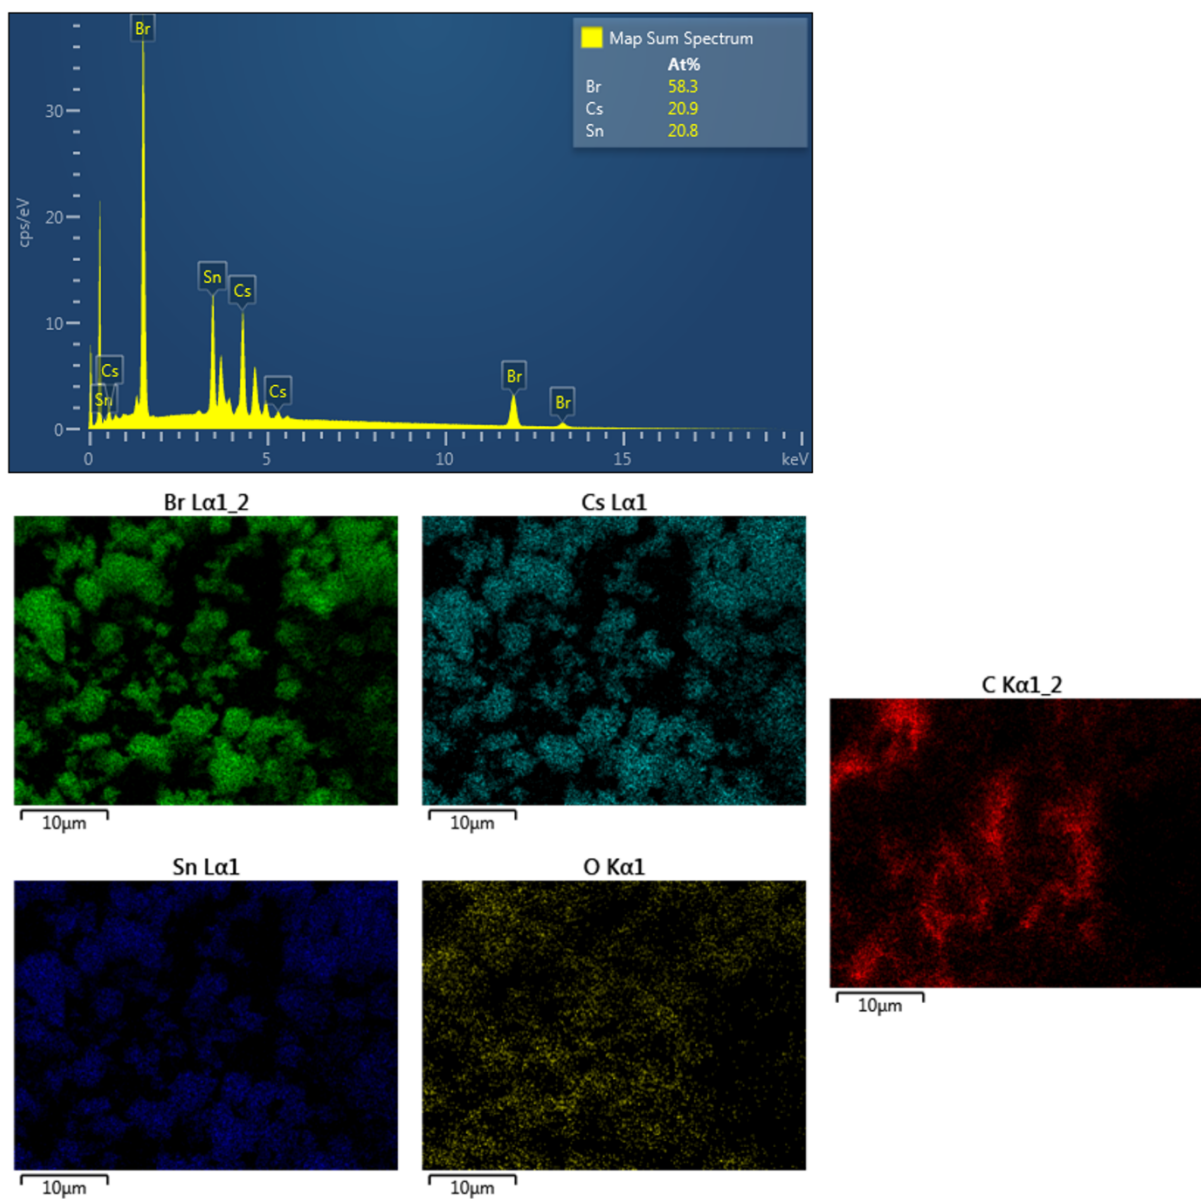 Br
Map Sum Spectrum
At%
Br 58.3
Cs 20.9
Sn 20.8
30
cps/eV
20
Sn
Cs
10
Cs
Sn
Cs
Br
Br
0
0 5 10 15 keV
Br Lα1_2
Cs Lα1
10µm
10µm
C Kα1_2
Sn Lα1
O Kα1
10µm
10µm
10µm